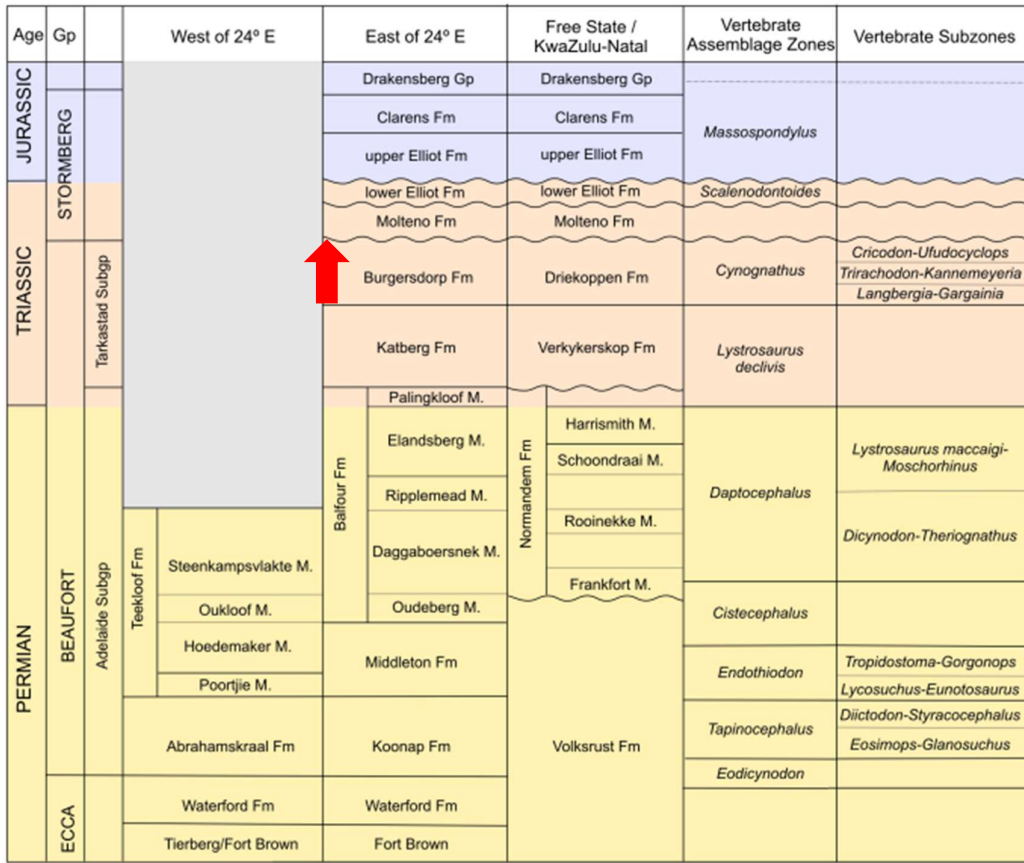 Age
Gp
West of 24° E
East of 24° E
Free State /
KwaZulu-Natal
Vertebrate
Assemblage Zones
Vertebrate Subzones
JURASSIC
TRIASSIC
PERMIAN
STORMBERG
BEAUFORT
ECCA
Tarkastad Subgp
Adelaide Subgp
Teekloof Fm
Steenkampsvlakte M.
Oukloof M.
Hoedemaker M.
Poortjie M.
Abrahamskraal Fm
Waterford Fm
Tierberg/Fort Brown
Drakensberg Gp
Clarens Fm
upper Elliot Fm
lower Elliot Fm
Molteno Fm
Burgersdorp Fm
Katberg Fm
Balfour Fm
Palingkloof M.
Elandsberg M.
Ripplemead M.
Daggaboersnek M.
Oudeberg M.
Middleton Fm
Koonap Fm
Waterford Fm
Fort Brown
Drakensberg Gp
Clarens Fm
upper Elliot Fm
lower Elliot Fm
Molteno Fm
Driekoppen Fm
Verkykerskop Fm
Normandem Fm
Harrismith M.
Schoondraai M.
Rooinekke M.
Frankfort M.
Volksrust Fm
Massospondylus
Scalenodontoides
Cynognathus
Lystrosaurus
declivis
Daptocephalus
Cistecephalus
Endothiodon
Tapinocephalus
Eodicynodon
Cricodon-Ufudocyclops
Trirachodon-Kannemeyeria
Langbergia-Gargainia
Lystrosaurus maccaigi-
Moschorhinus
Dicynodon-Theriognathus
Tropidostoma-Gorgonops
Lycosuchus-Eunotosaurus
Diictodon-Styracocephalus
Eosimops-Glanosuchus